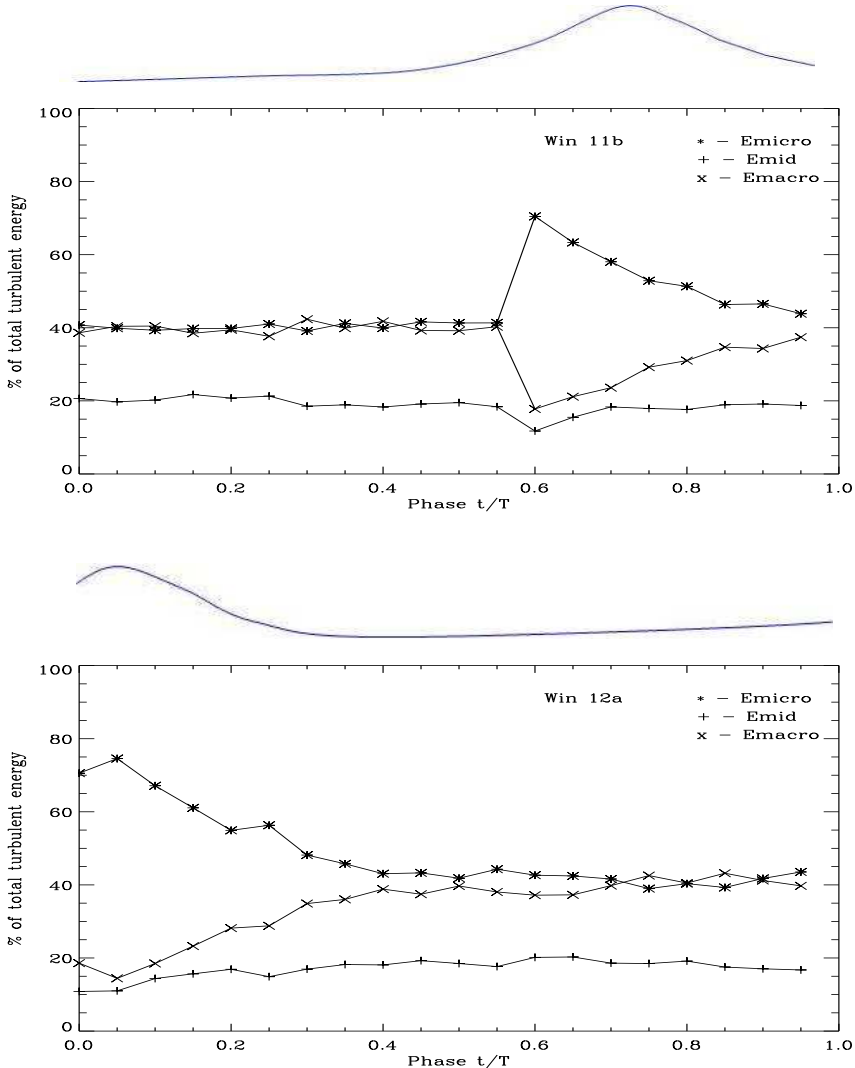 100
80
60
40
20
0
% of total turbulent energy
Win 11b
* − Emicro
+ − Emid
x − Emacro
0.0 0.2 0.4 0.6 0.8 1.0
Phase t/T
100
80
60
40
20
0
% of total turbulent energy
Win 12a
* − Emicro
+ − Emid
x − Emacro
0.0 0.2 0.4 0.6 0.8 1.0
Phase t/T